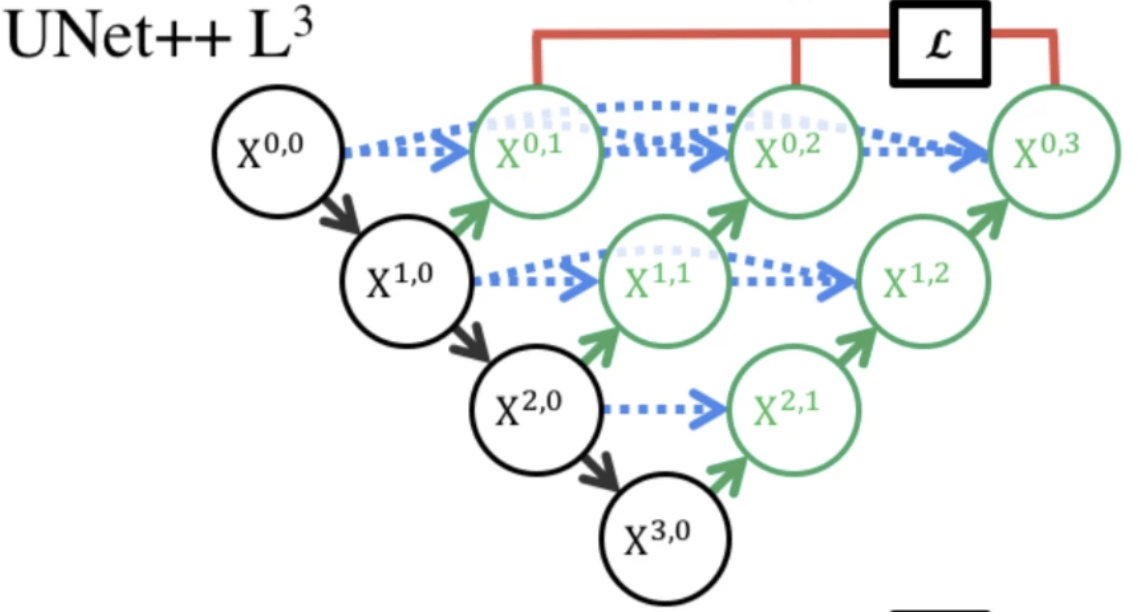 UNet++ L³
ℒ
X⁰,⁰ X⁰,¹ X⁰,² X⁰,³
X¹,⁰ X¹,¹ X¹,²
X²,⁰ X²,¹
X³,⁰